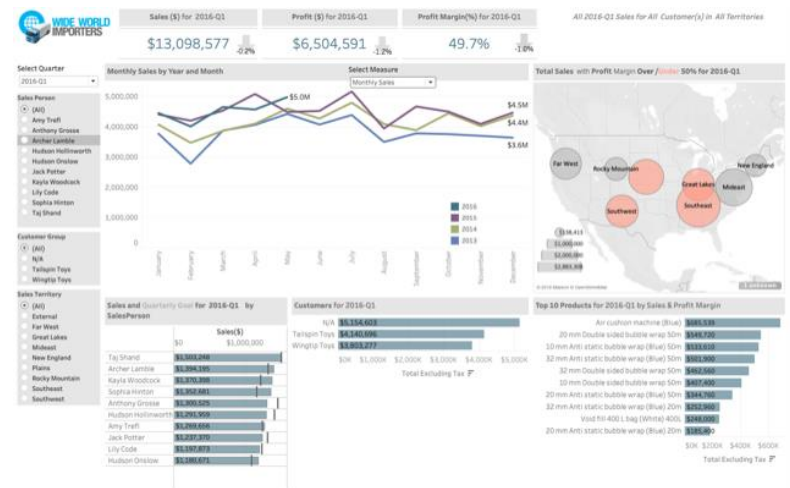 WIDE WORLD
IMPORTERS
Sales ($) for 2016-Q1
$13,098,577
-0.2%
Profit ($) for 2016-Q1
$6,504,591
-1.2%
Profit Margin(%) for 2016-Q1
49.7%
-1.0%
All 2016-Q1 Sales for All Customer(s) in All Territories
Select Quarter
2016-Q1
Sales Person
(All)
Amy Trefl
Anthony Grosse
Archer Lamble
Hudson Hollinworth
Hudson Onslow
Jack Potter
Kayla Woodcock
Lily Code
Sophia Hinton
Taj Shand
Customer Group
(All)
N/A
Tailspin Toys
Wingtip Toys
Sales Territory
(All)
External
Far West
Great Lakes
Mideast
New England
Plains
Rocky Mountain
Southeast
Southwest
Monthly Sales by Year and Month
Select Measure
Monthly Sales
5,000,000
4,000,000
3,000,000
2,000,000
1,000,000
0
$5.0M
$4.5M
$4.4M
$3.6M
2016
2015
2014
2013
January
February
March
April
May
June
July
August
September
October
November
December
Total Sales with Profit Margin Over /Under 50% for 2016-Q1
Far West
Rocky Mountain
New England
Great Lakes
Mideast
Southwest
Southeast
$1,000,000
$2,000,000
1 unknown
Sales and Quarterly Goal for 2016-Q1 by
SalesPerson
Sales($)
$0
$1,000,000
Taj Shand
$1,503,248
Archer Lamble
$1,394,195
Kayla Woodcock
$1,370,398
Sophia Hinton
$1,352,681
Anthony Grosse
$1,300,525
Hudson Hollinworth
$1,291,909
Amy Trefl
$1,269,656
Jack Potter
$1,237,370
Lily Code
$1,197,873
Hudson Onslow
$1,180,671
Customers for 2016-Q1
N/A
$5,154,603
Tailspin Toys
$4,140,696
Wingtip Toys
$3,803,277
$0K
$1,000K
$2,000K
$3,000K
$4,000K
$5,000K
Total Excluding Tax
Top 10 Products for 2016-Q1 by Sales & Profit Margin
Air cushion machine (Blue)
$685,539
20 mm Double sided bubble wrap 50m
$549,720
10 mm Anti static bubble wrap (Blue) 50m
$533,610
32 mm Anti static bubble wrap (Blue) 50m
$501,900
32 mm Double sided bubble wrap 50m
$462,560
10 mm Double sided bubble wrap 50m
$407,400
20 mm Anti static bubble wrap (Blue) 50m
$344,760
32 mm Anti static bubble wrap (Blue) 20m
$252,960
Void fill 400 L bag (White) 400L
$248,000
20 mm Anti static bubble wrap (Blue) 20m
$185,400
$0K
$200K
$400K
$600K
Total Excluding Tax